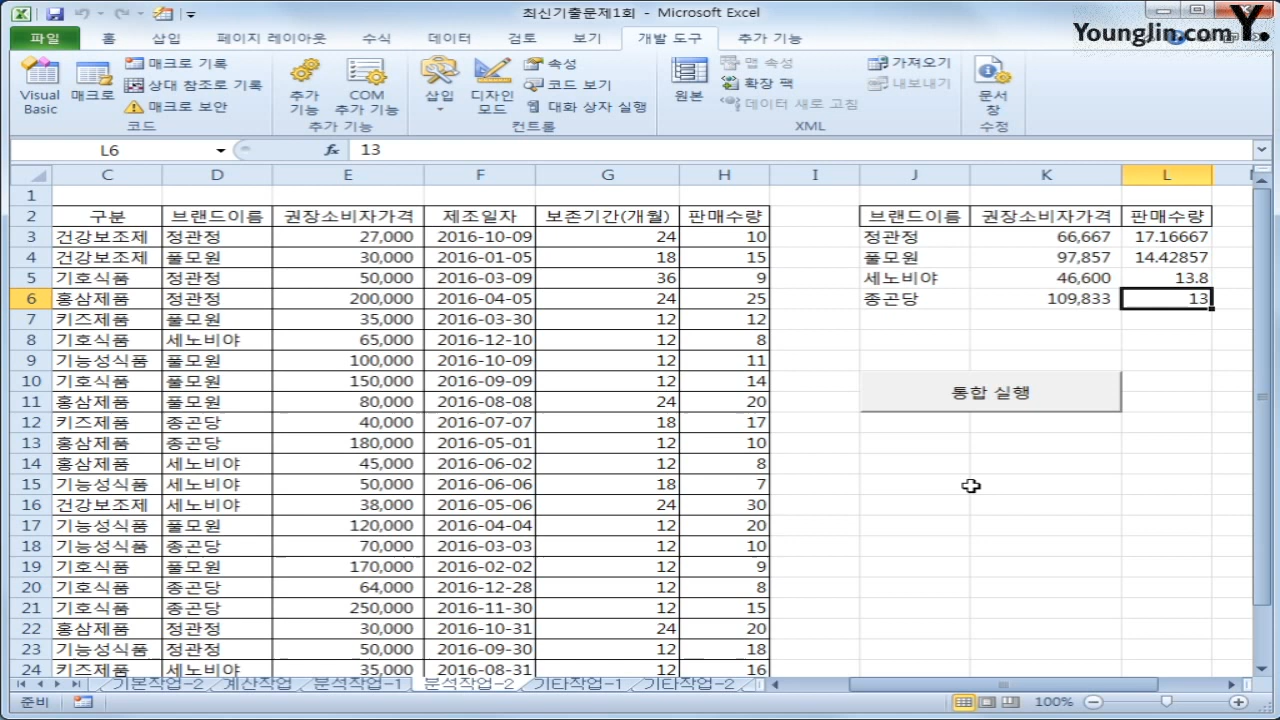 최신기출문제1회 - Microsoft Excel
YoungJin.com Y.
파일 홈 삽입 페이지 레이아웃 수식 데이터 검토 보기 개발 도구 추가 기능
Visual Basic
매크로
매크로 기록
상대 참조로 기록
매크로 보안
코드
추가 기능
COM 추가 기능
추가 기능
삽입
디자인 모드
속성
코드 보기
대화 상자 실행
컨트롤
원본
맵 속성
확장 팩
데이터 새로 고침
가져오기
내보내기
XML
문서 창
수정
L6 fx 13
C D E F G H I J K L
1
2 구분 브랜드이름 권장소비자가격 제조일자 보존기간(개월) 판매수량 브랜드이름 권장소비자가격 판매수량
3 건강보조제 정관정 27,000 2016-10-09 24 10 정관정 66,667 17.16667
4 건강보조제 풀모원 30,000 2016-01-05 18 15 풀모원 97,857 14.42857
5 기호식품 정관정 50,000 2016-03-09 36 9 세노비야 46,600 13.8
6 홍삼제품 정관정 200,000 2016-04-05 24 25 종곤당 109,833 13
7 키즈제품 풀모원 35,000 2016-03-30 12 12
8 기호식품 세노비야 65,000 2016-12-10 12 8
9 기능성식품 풀모원 100,000 2016-10-09 12 11
10 기호식품 풀모원 150,000 2016-09-09 12 14 통합 실행
11 홍삼제품 풀모원 80,000 2016-08-08 24 20
12 키즈제품 종곤당 40,000 2016-07-07 18 17
13 홍삼제품 종곤당 180,000 2016-05-01 12 10
14 홍삼제품 세노비야 45,000 2016-06-02 12 8
15 기능성식품 세노비야 50,000 2016-06-06 18 7
16 건강보조제 세노비야 38,000 2016-05-06 24 30
17 기능성식품 풀모원 120,000 2016-04-04 12 20
18 기능성식품 종곤당 70,000 2016-03-03 12 10
19 기호식품 풀모원 170,000 2016-02-02 12 9
20 기호식품 종곤당 64,000 2016-12-28 12 8
21 기호식품 종곤당 250,000 2016-11-30 12 15
22 홍삼제품 정관정 30,000 2016-10-31 24 20
23 기능성식품 정관정 50,000 2016-09-30 12 18
24 키즈제품 세노비야 35,000 2016-08-31 12 16
기본작업-2 계산작업 분석작업-1 분석작업-2 기타작업-1 기타작업-2
준비 100%